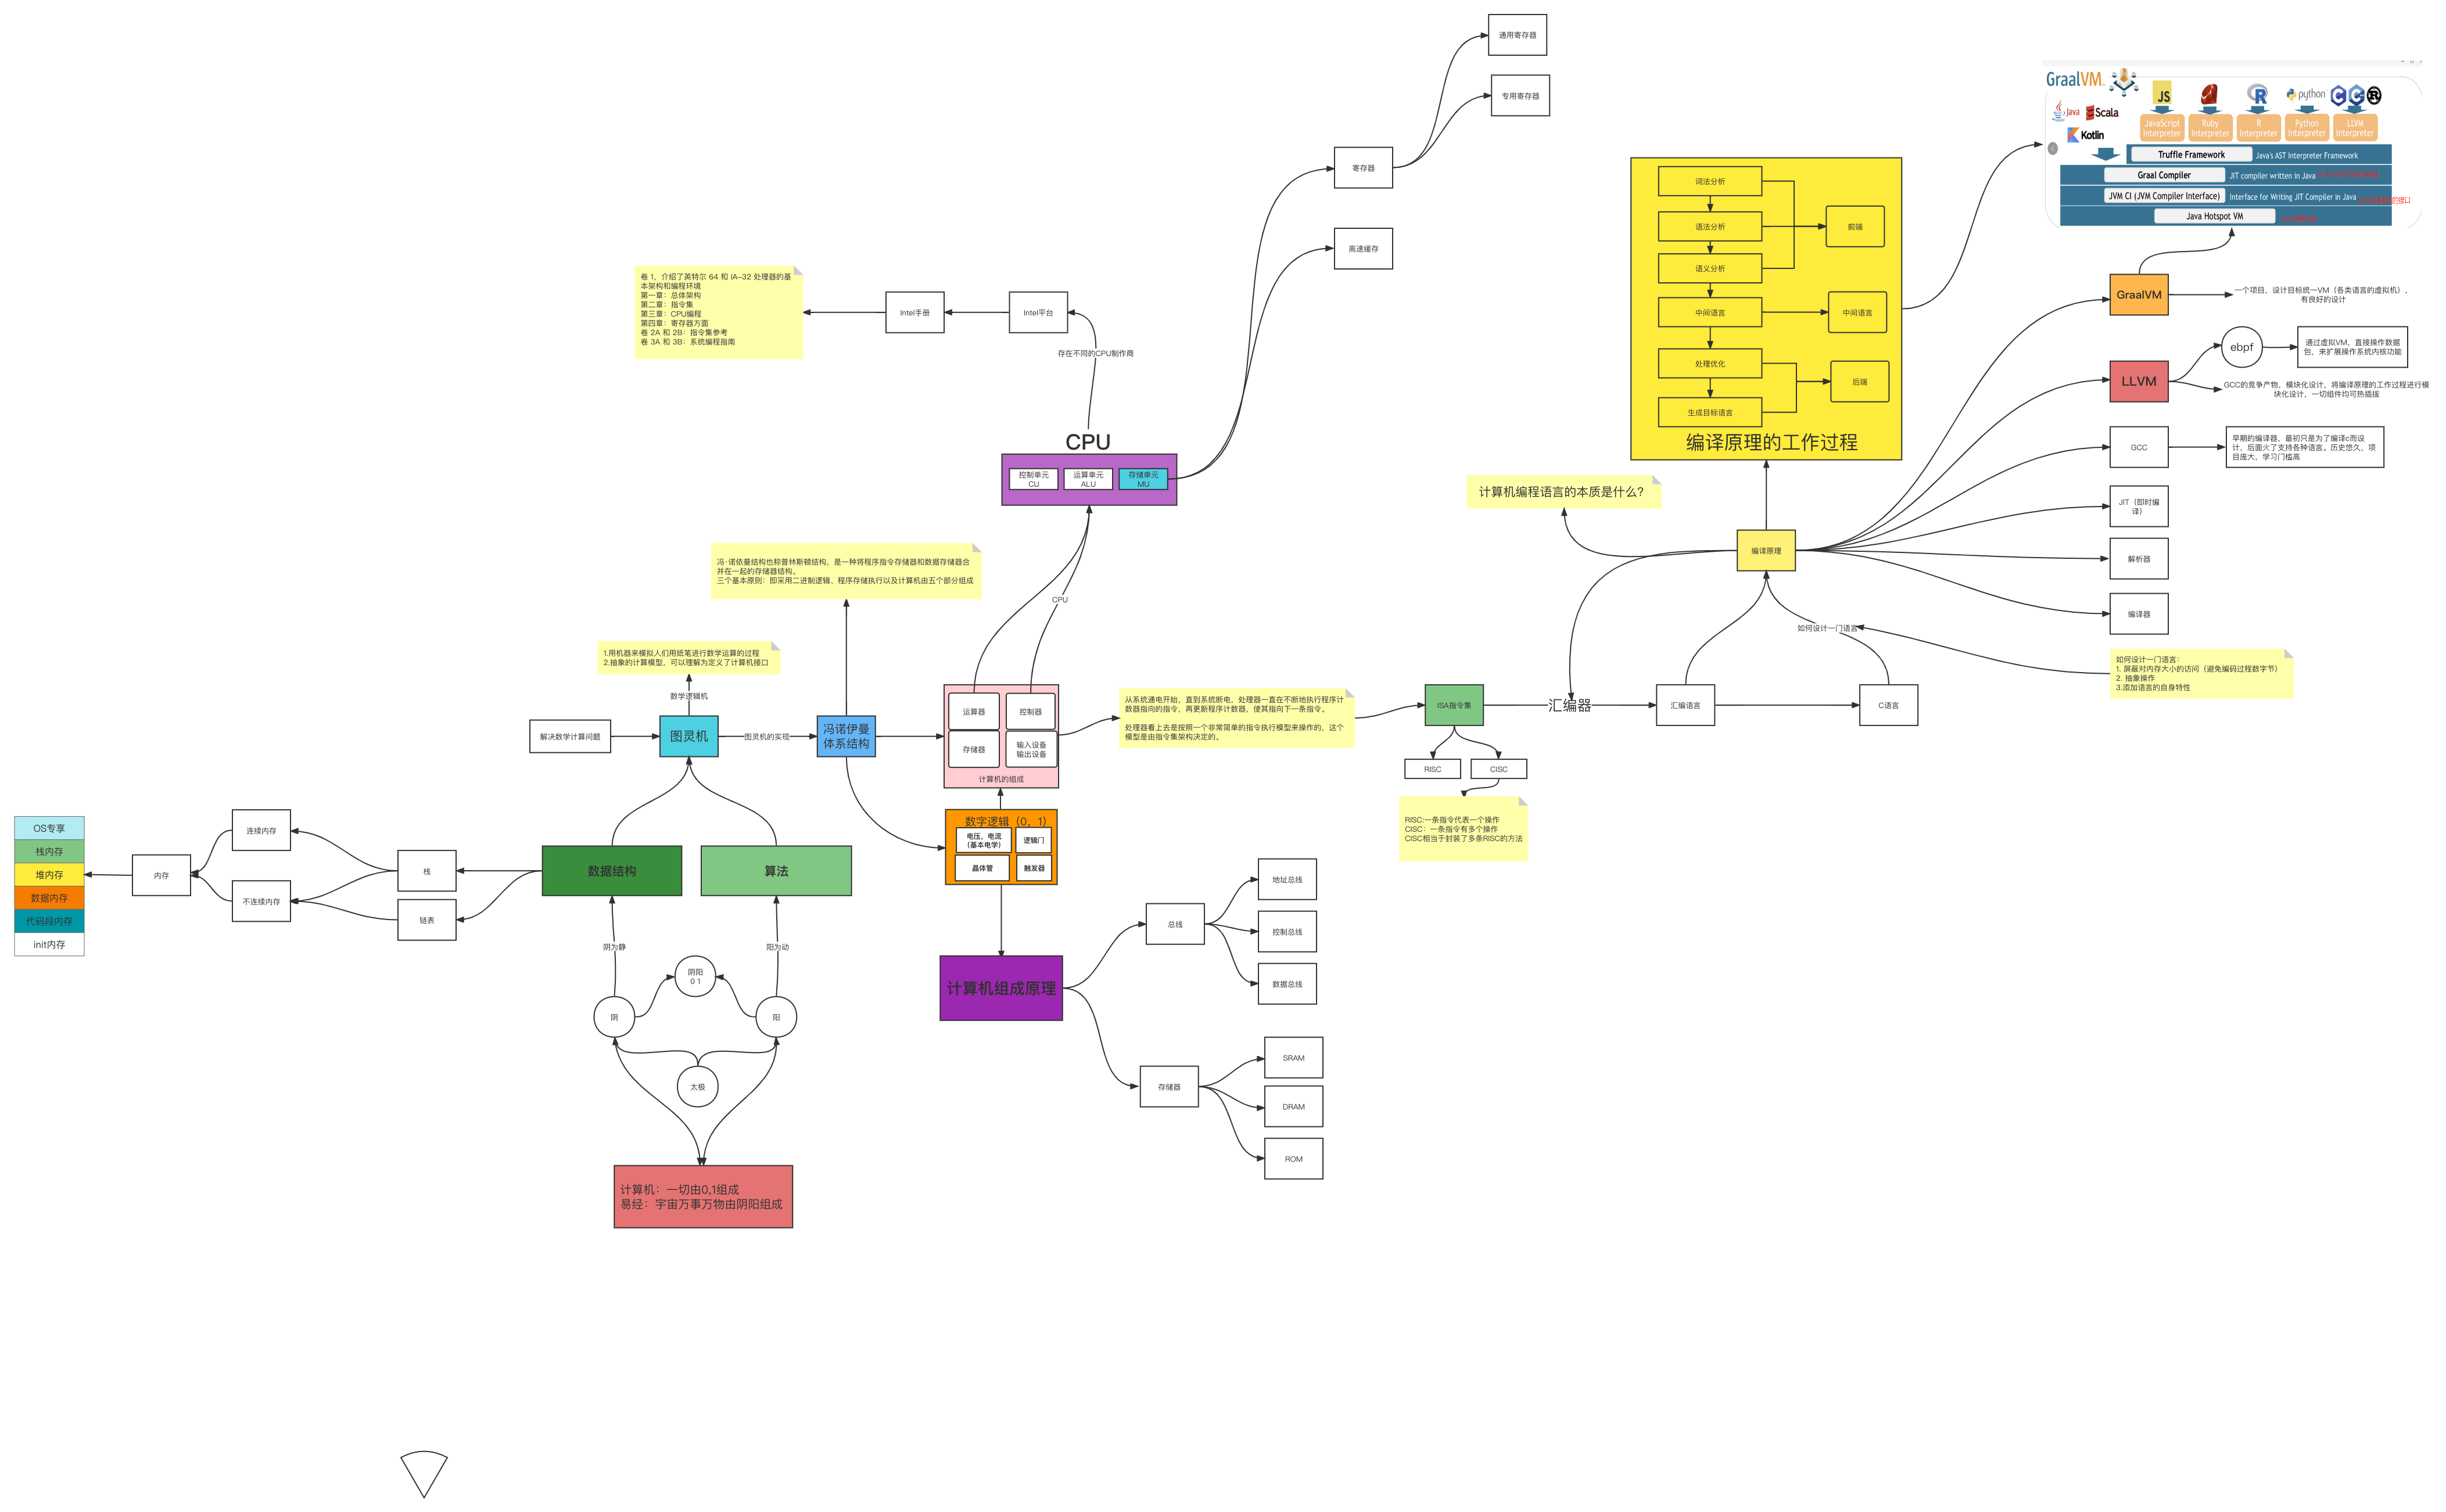 通用寄存器
专用寄存器
寄存器
高速缓存
GraalVM
JS
R
python
Java
Scala
Kotlin
JavaScript
Interpreter
Ruby
Interpreter
R
Interpreter
Python
Interpreter
LLVM
Interpreter
Truffle Framework
Java's AST Interpreter Framework
Graal Compiler
JIT compiler written in Java
JVM CI (JVM Compiler Interface)
Interface for Writing JIT Compiler in Java
的接口
Java Hotspot VM
词法分析
语法分析
语义分析
中间语言
处理优化
生成目标语言
前端
中间语言
后端
编译原理的工作过程
卷 1，介绍了英特尔 64 和 IA-32 处理器的基
本架构和编程环境
第一章：总体架构
第二章：指令集
第三章：CPU编程
第四章：寄存器方面
卷 2A 和 2B：指令集参考
卷 3A 和 3B：系统编程指南
Intel手册
Intel平台
存在不同的CPU制作商
CPU
控制单元
CU
运算单元
ALU
存储单元
MU
GraalVM
一个项目，设计目标统一VM（各类语言的虚拟机），
有良好的设计
LLVM
ebpf
通过虚拟VM，直接操作数据
包，来扩展操作系统内核功能
GCC的竞争产物，模块化设计，将编译原理的工作过程进行模
块化设计，一切组件均可热插拔
GCC
早期的编译器，最初只是为了编译c而设
计，后面火了支持各种语言。历史悠久，项
目庞大，学习门槛高
JIT（即时编
译）
解析器
编译器
计算机编程语言的本质是什么？
编译原理
如何设计一门语言
如何设计一门语言：
1. 屏蔽对内存大小的访问（避免编码过程数字节）
2. 抽象操作
3.添加语言的自身特性
冯·诺依曼结构也称普林斯顿结构，是一种将程序指令存储器和数据存储器合
并在一起的存储器结构。
三个基本原则：即采用二进制逻辑、程序存储执行以及计算机由五个部分组成
CPU
1.用机器来模拟人们用纸笔进行数学运算的过程
2.抽象的计算模型，可以理解为定义了计算机接口
数学逻辑机
解决数学计算问题
图灵机
图灵机的实现
冯诺伊曼
体系结构
运算器
控制器
存储器
输入设备
输出设备
计算机的组成
从系统通电开始，直到系统断电，处理器一直在不断地执行程序计
数器指向的指令，再更新程序计数器，使其指向下一条指令。
处理器看上去是按照一个非常简单的指令执行模型来操作的，这个
模型是由指令集架构决定的。
ISA指令集
汇编器
汇编语言
C语言
RISC
CISC
RISC:一条指令代表一个操作
CISC：一条指令有多个操作
CISC相当于封装了多条RISC的方法
数字逻辑（0，1）
电压，电流
(基本电学)
逻辑门
晶体管
触发器
OS专享
栈内存
堆内存
数据内存
代码段内存
init内存
内存
连续内存
不连续内存
栈
链表
数据结构
算法
阴为静
阳为动
阴阳
0 1
阴
阳
太极
计算机：一切由0,1组成
易经：宇宙万事万物由阴阳组成
计算机组成原理
总线
地址总线
控制总线
数据总线
存储器
SRAM
DRAM
ROM